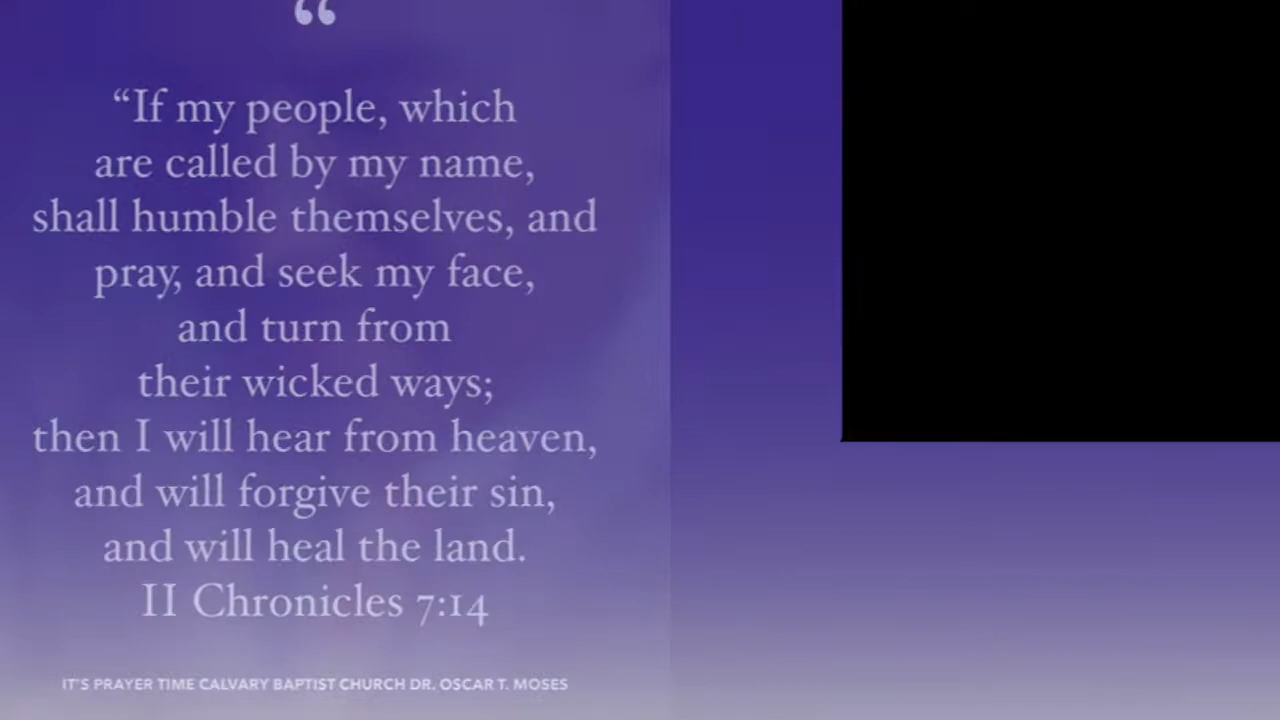 “
“If my people, which
are called by my name,
shall humble themselves, and
pray, and seek my face,
and turn from
their wicked ways;
then I will hear from heaven,
and will forgive their sin,
and will heal the land.
II Chronicles 7:14
IT'S PRAYER TIME CALVARY BAPTIST CHURCH DR. OSCAR T. MOSES